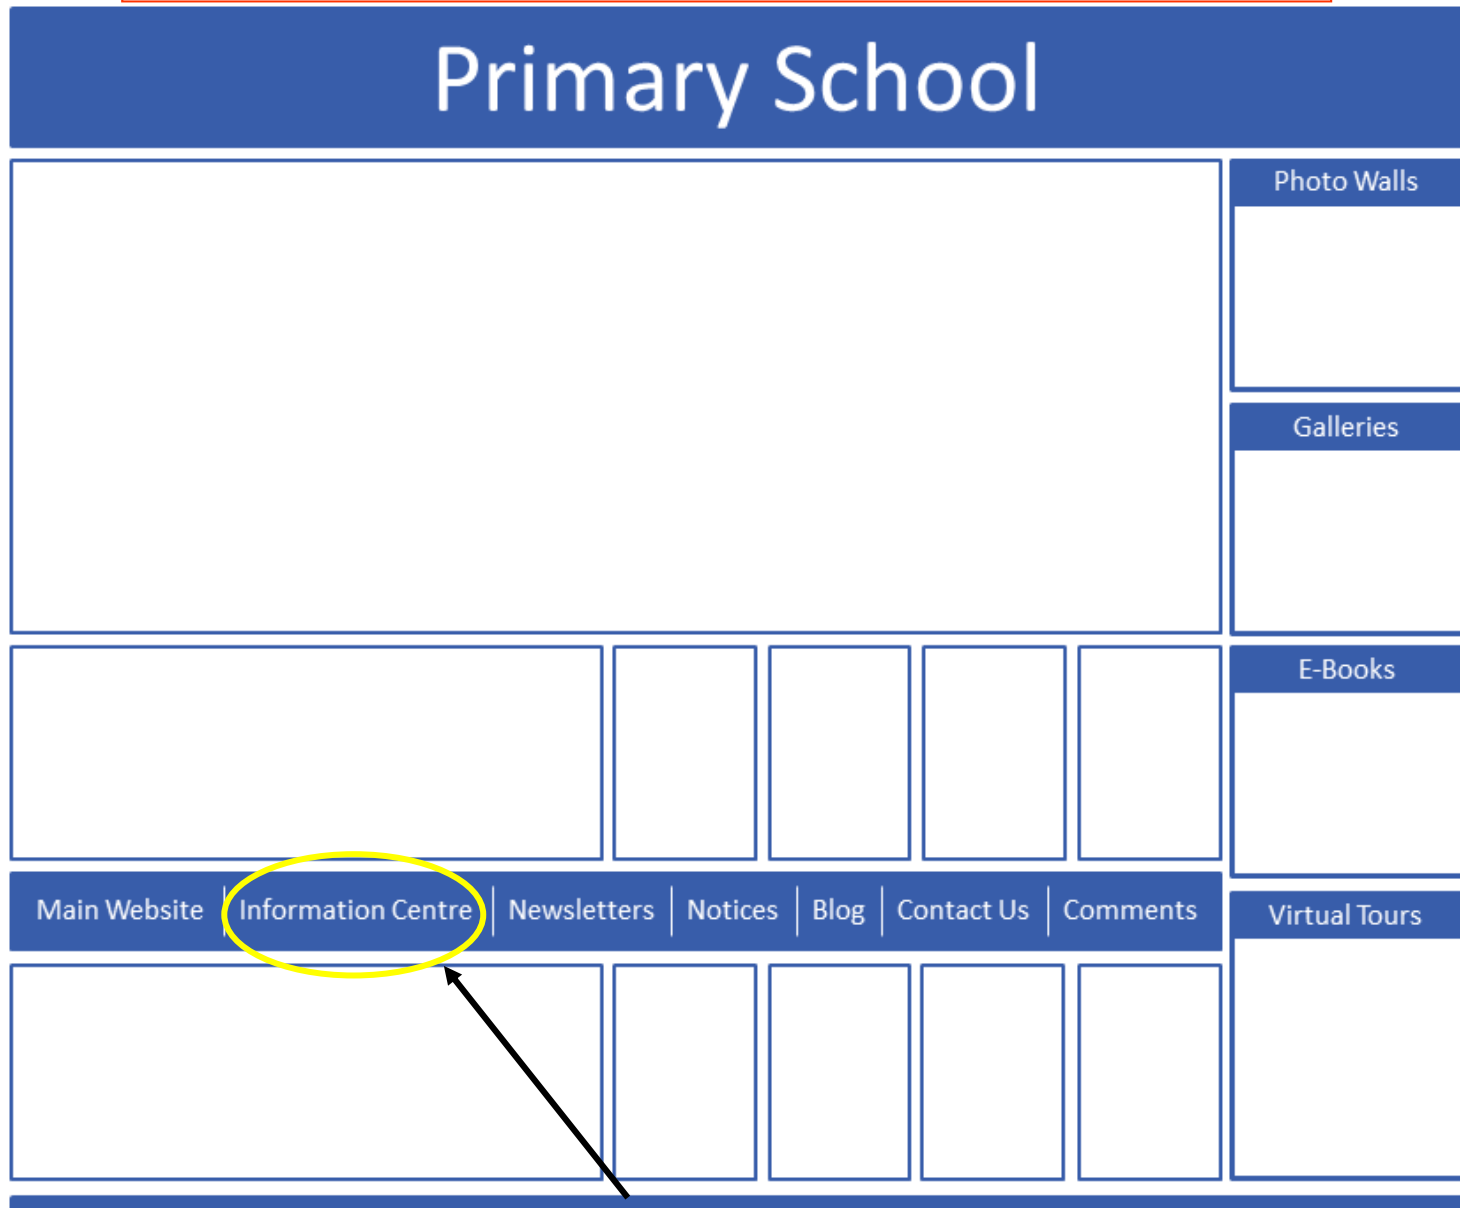 Primary School
Photo Walls
Galleries
E-Books
Main Website
Information Centre
Newsletters
Notices
Blog
Contact Us
Comments
Virtual Tours